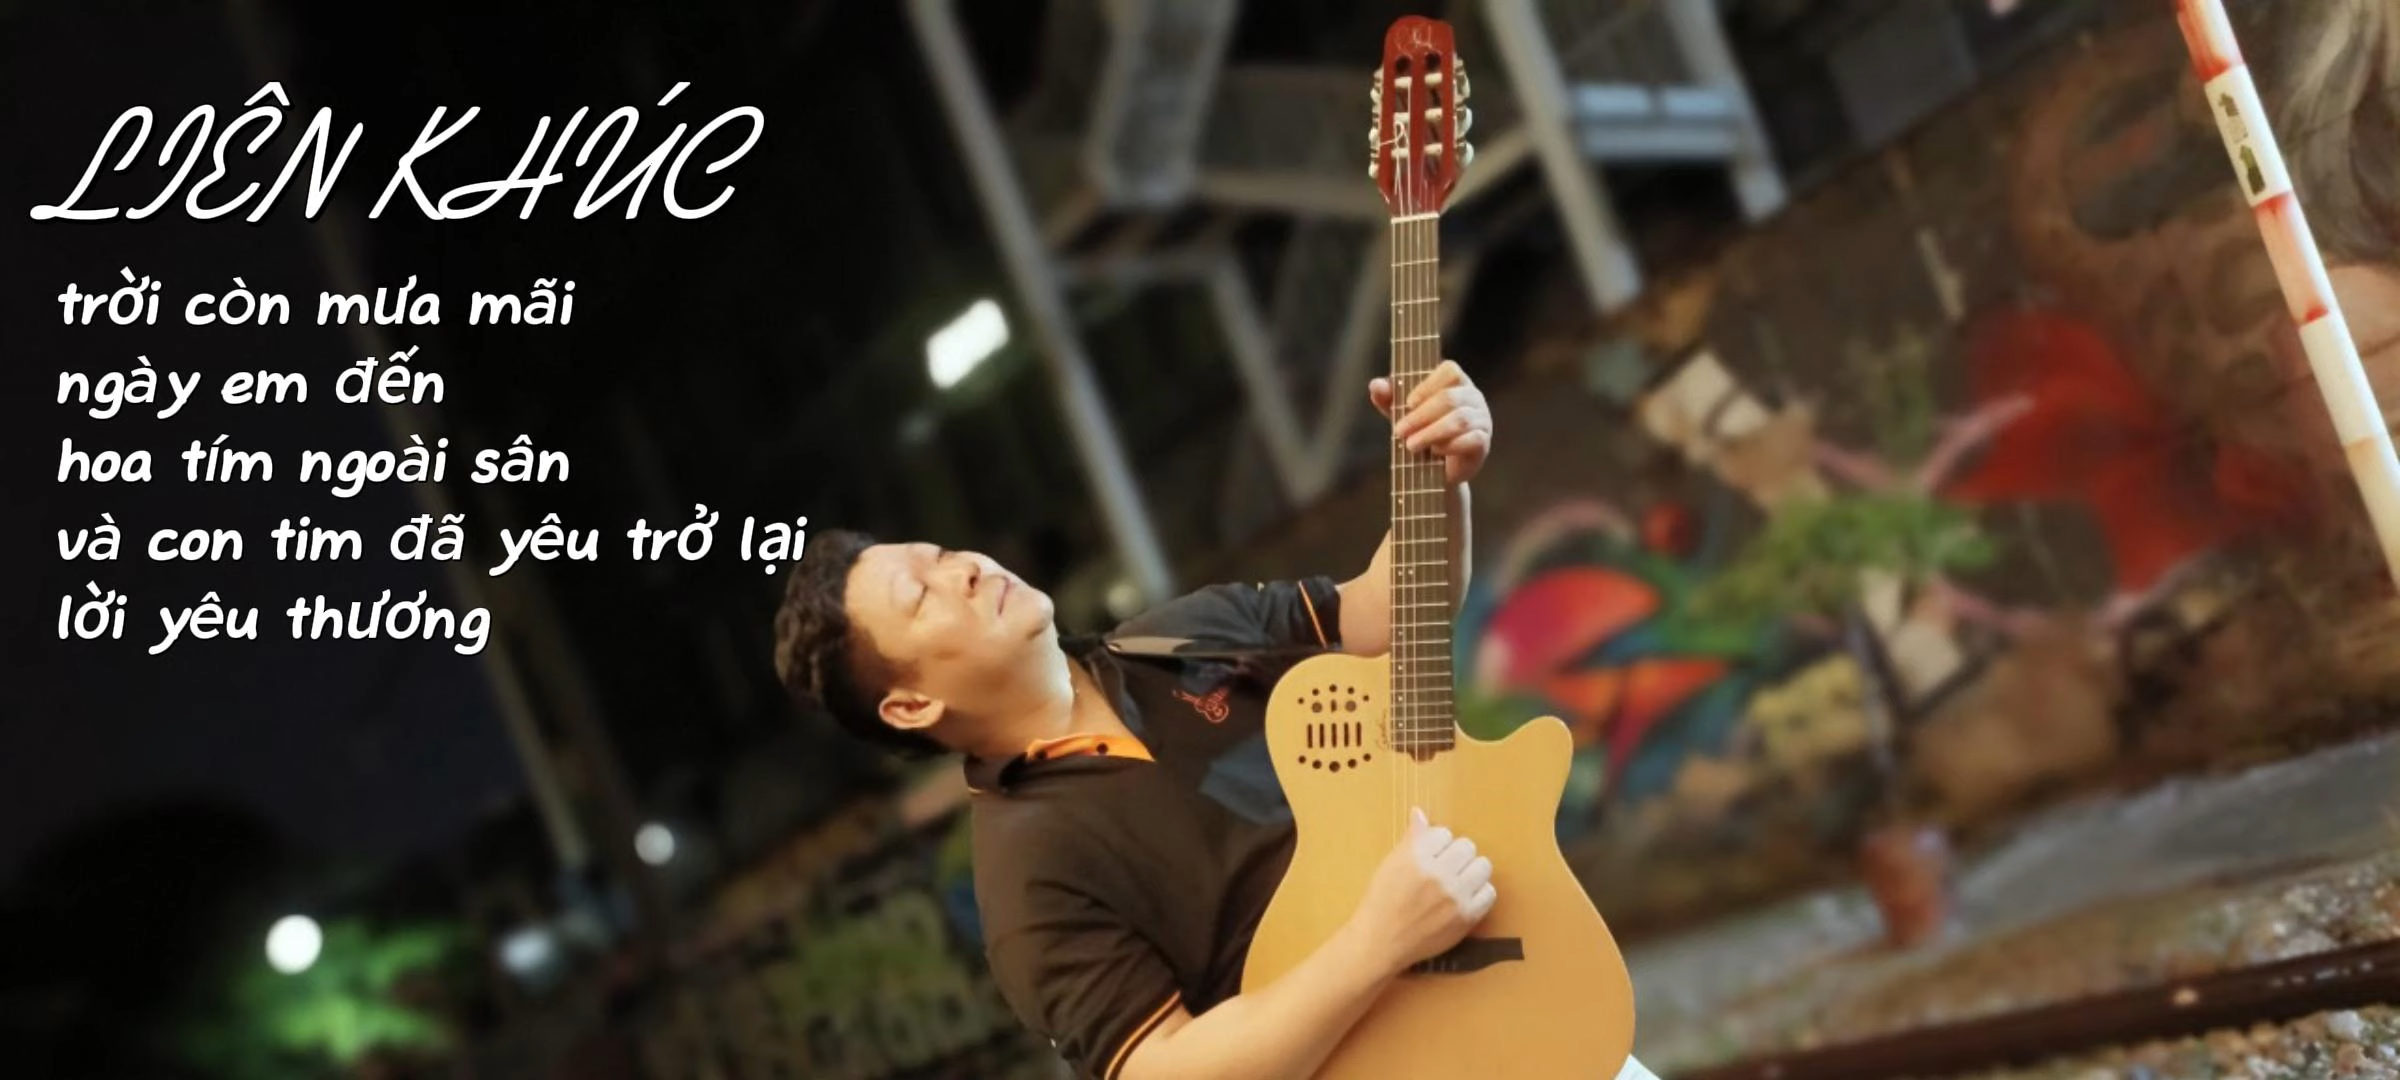 LIÊN KHÚC
trời còn mưa mãi
ngày em đến
hoa tím ngoài sân
và con tim đã yêu trở lại
lời yêu thương